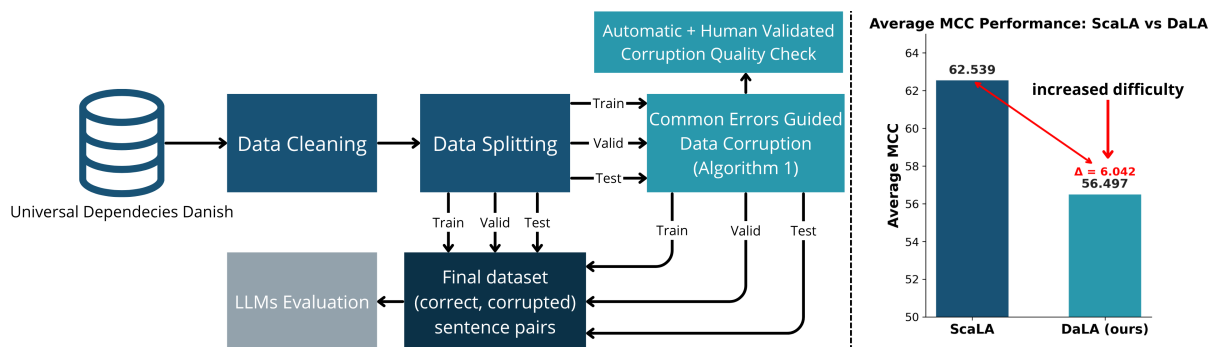 Automatic + Human Validated
Corruption Quality Check
Data Cleaning
Data Splitting
Train
Valid
Test
Common Errors Guided
Data Corruption
(Algorithm 1)
Universal Dependecies Danish
Train
Valid
Test
Train
Valid
Test
LLMs Evaluation
Final dataset
(correct, corrupted)
sentence pairs
Average MCC Performance: ScaLA vs DaLA
Average MCC
64
62
60
58
56
54
52
50
62.539
increased difficulty
Δ = 6.042
56.497
ScaLA
DaLA (ours)